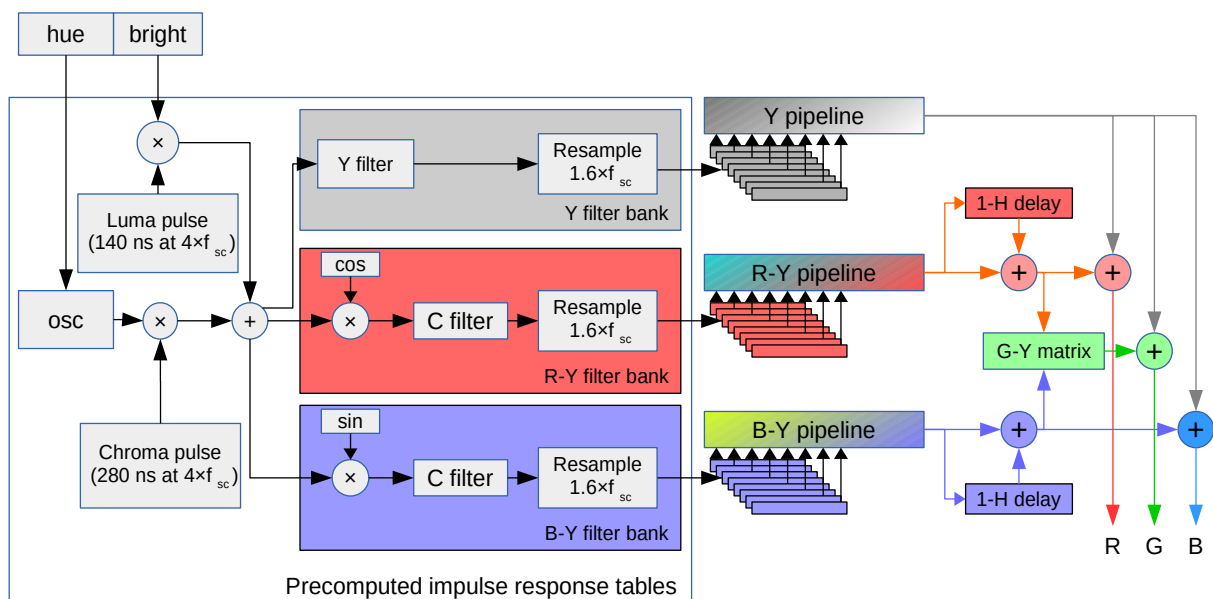 hue bright
×
Luma pulse
(140 ns at 4×f sc)
osc
×
+
Chroma pulse
(280 ns at 4×f sc)
Y filter
Resample
1.6×f sc
Y filter bank
cos
×
C filter
Resample
1.6×f sc
R-Y filter bank
sin
×
C filter
Resample
1.6×f sc
B-Y filter bank
Precomputed impulse response tables
Y pipeline
R-Y pipeline
B-Y pipeline
1-H delay
+
+
G-Y matrix
+
+
+
1-H delay
R G B